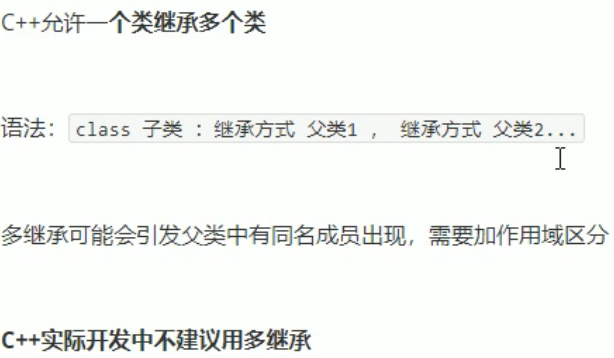 C++允许一个类继承多个类
语法： class 子类 ：继承方式 父类1 ， 继承方式 父类2...
多继承可能会引发父类中有同名成员出现，需要加作用域区分
C++实际开发中不建议用多继承